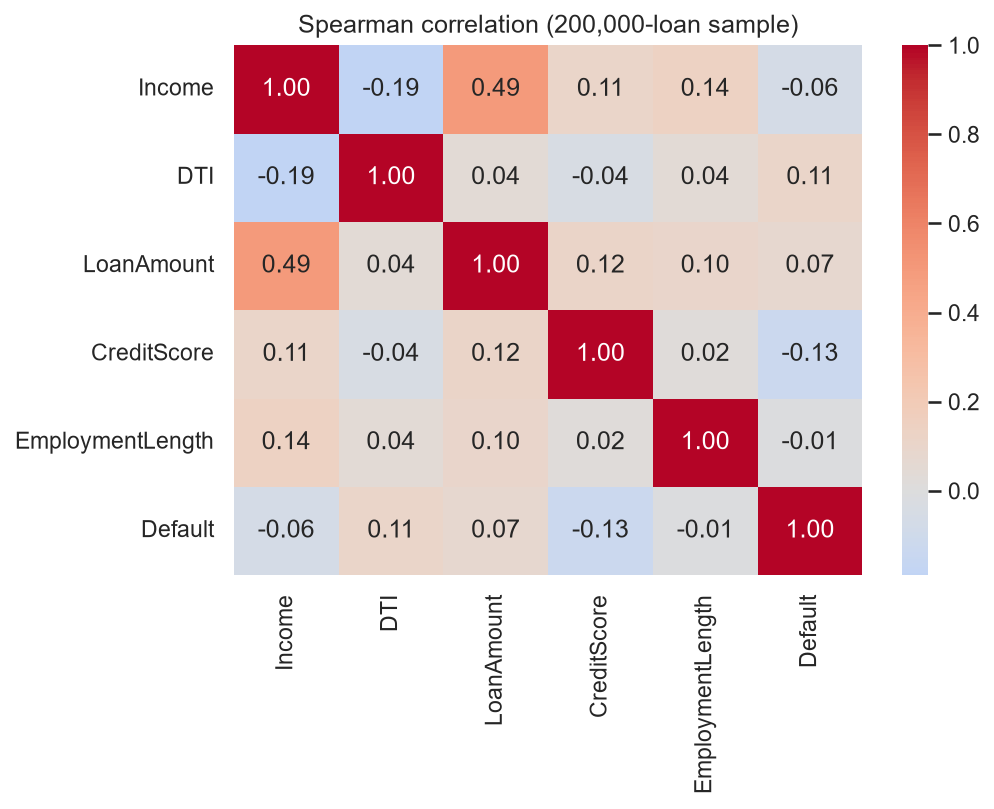 Spearman correlation (200,000-loan sample)
Income 1.00 -0.19 0.49 0.11 0.14 -0.06
DTI -0.19 1.00 0.04 -0.04 0.04 0.11
LoanAmount 0.49 0.04 1.00 0.12 0.10 0.07
CreditScore 0.11 -0.04 0.12 1.00 0.02 -0.13
EmploymentLength 0.14 0.04 0.10 0.02 1.00 -0.01
Default -0.06 0.11 0.07 -0.13 -0.01 1.00
Income
DTI
LoanAmount
CreditScore
EmploymentLength
Default
1.0
0.8
0.6
0.4
0.2
0.0